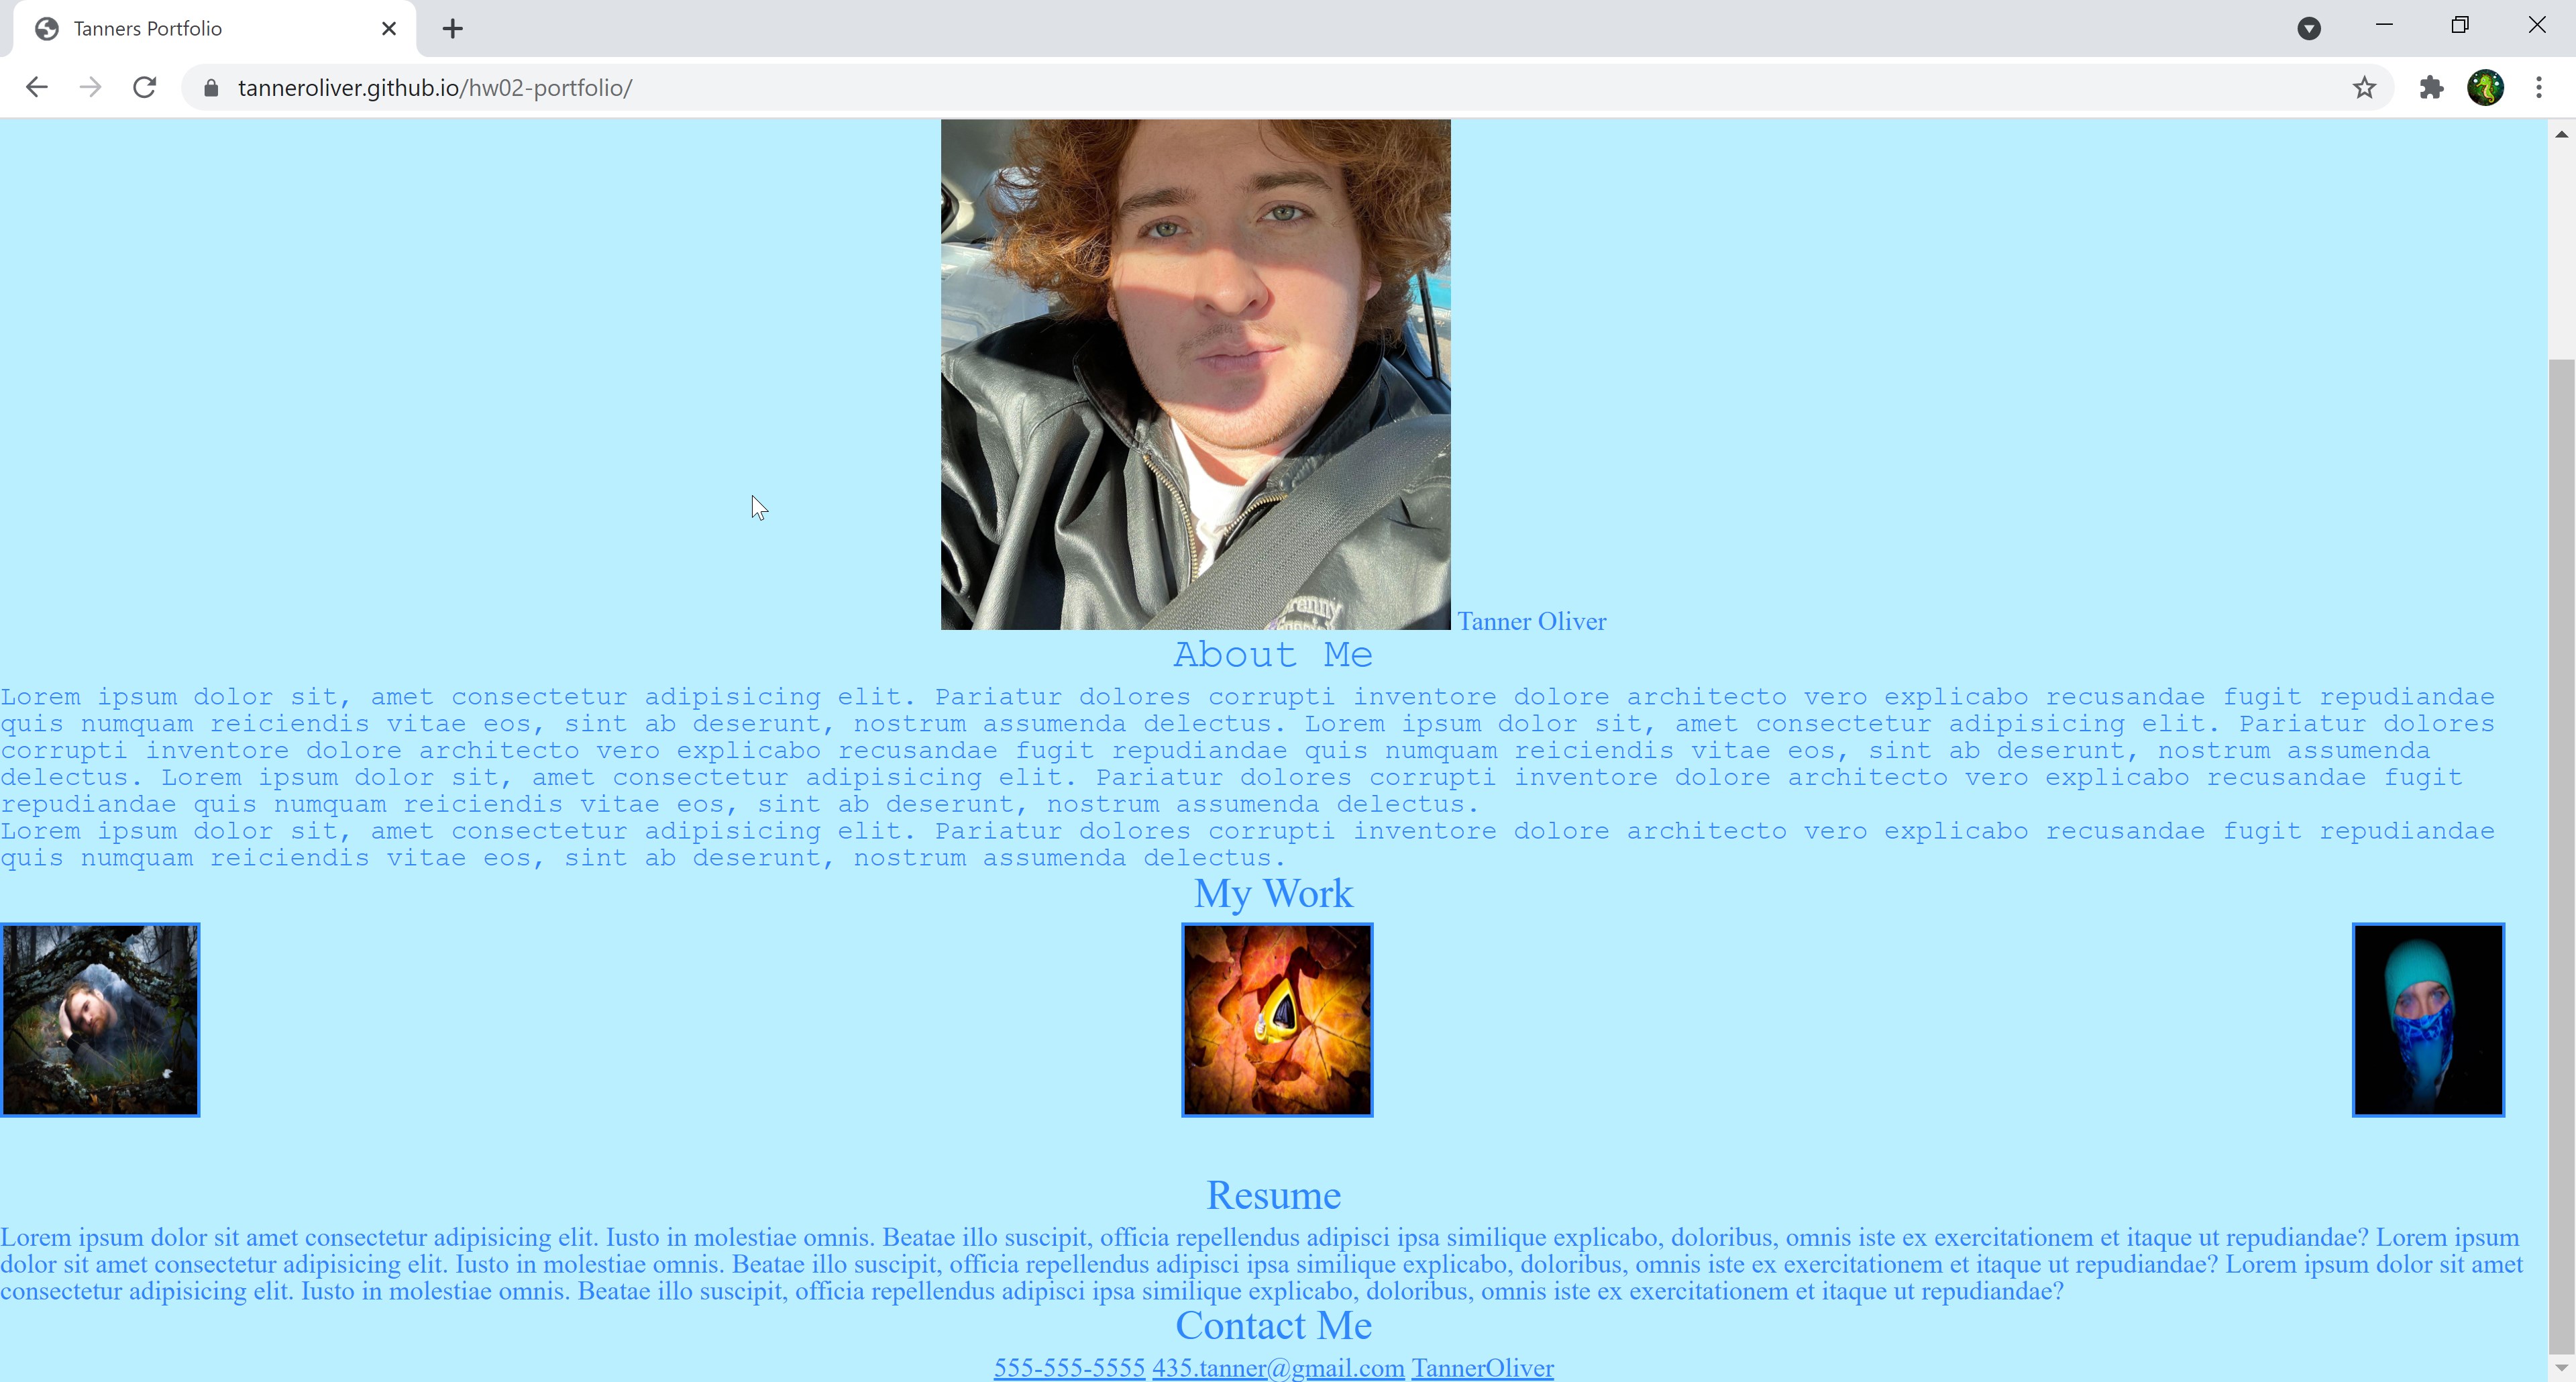 Tanners Portfolio
tanneroliver.github.io/hw02-portfolio/
Tanner Oliver
About Me
Lorem ipsum dolor sit, amet consectetur adipisicing elit. Pariatur dolores corrupti inventore dolore architecto vero explicabo recusandae fugit repudiandae
quis numquam reiciendis vitae eos, sint ab deserunt, nostrum assumenda delectus. Lorem ipsum dolor sit, amet consectetur adipisicing elit. Pariatur dolores
corrupti inventore dolore architecto vero explicabo recusandae fugit repudiandae quis numquam reiciendis vitae eos, sint ab deserunt, nostrum assumenda
delectus. Lorem ipsum dolor sit, amet consectetur adipisicing elit. Pariatur dolores corrupti inventore dolore architecto vero explicabo recusandae fugit
repudiandae quis numquam reiciendis vitae eos, sint ab deserunt, nostrum assumenda delectus.
Lorem ipsum dolor sit, amet consectetur adipisicing elit. Pariatur dolores corrupti inventore dolore architecto vero explicabo recusandae fugit repudiandae
quis numquam reiciendis vitae eos, sint ab deserunt, nostrum assumenda delectus.
My Work
Resume
Lorem ipsum dolor sit amet consectetur adipisicing elit. Iusto in molestiae omnis. Beatae illo suscipit, officia repellendus adipisci ipsa similique explicabo, doloribus, omnis iste ex exercitationem et itaque ut repudiandae? Lorem ipsum
dolor sit amet consectetur adipisicing elit. Iusto in molestiae omnis. Beatae illo suscipit, officia repellendus adipisci ipsa similique explicabo, doloribus, omnis iste ex exercitationem et itaque ut repudiandae? Lorem ipsum dolor sit amet
consectetur adipisicing elit. Iusto in molestiae omnis. Beatae illo suscipit, officia repellendus adipisci ipsa similique explicabo, doloribus, omnis iste ex exercitationem et itaque ut repudiandae?
Contact Me
555-555-5555 435.tanner@gmail.com TannerOliver